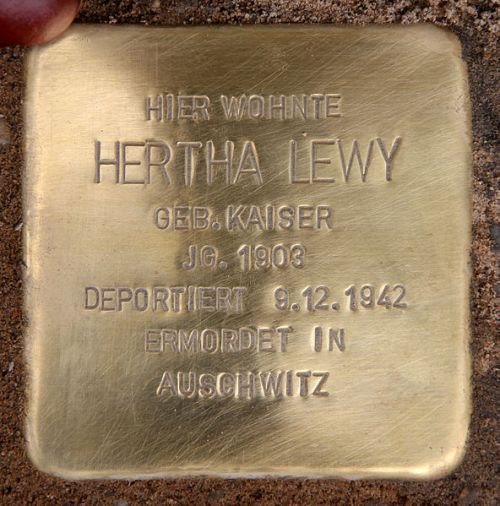 HIER WOHNTE
HERTHA LEWY
GEB. KAISER
JG. 1903
DEPORTIERT 9.12.1942
ERMORDET IN
AUSCHWITZ